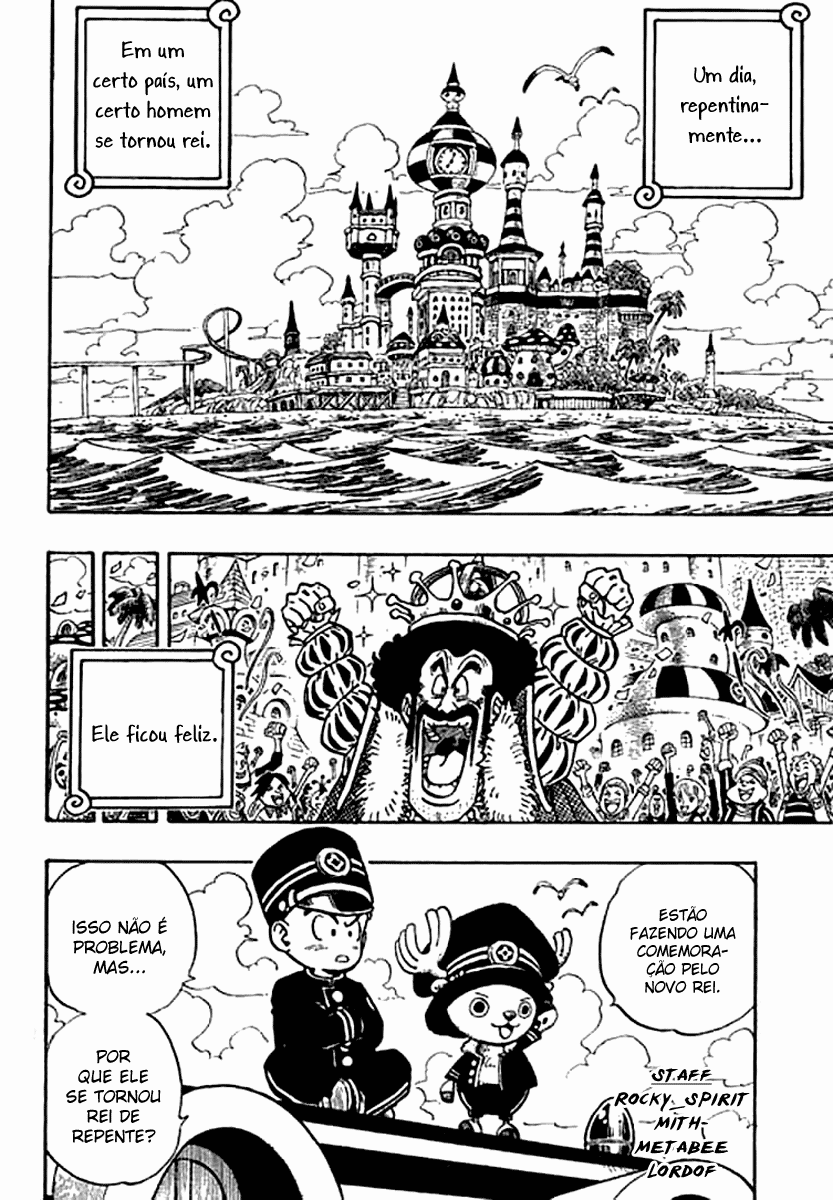 Um dia,
repentina-
mente...
Em um
certo país, um
certo homem
se tornou rei.
Ele ficou feliz.
ESTÃO
FAZENDO UMA
COMEMORA-
ÇÃO PELO
NOVO REI.
ISSO NÃO É
PROBLEMA,
MAS...
POR
QUE ELE
SE TORNOU
REI DE
REPENTE?
STAFF
ROCKY_SPIRIT
MITH-
METABEE
LORDOF